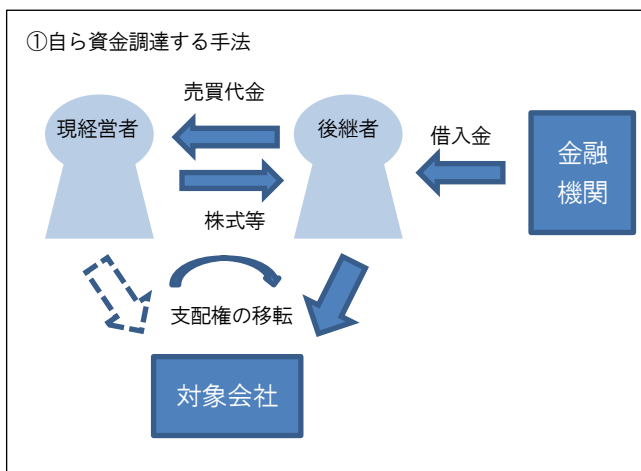 ①自ら資金調達する手法
売買代金
現経営者
後継者
借入金
金融
機関
株式等
支配権の移転
対象会社